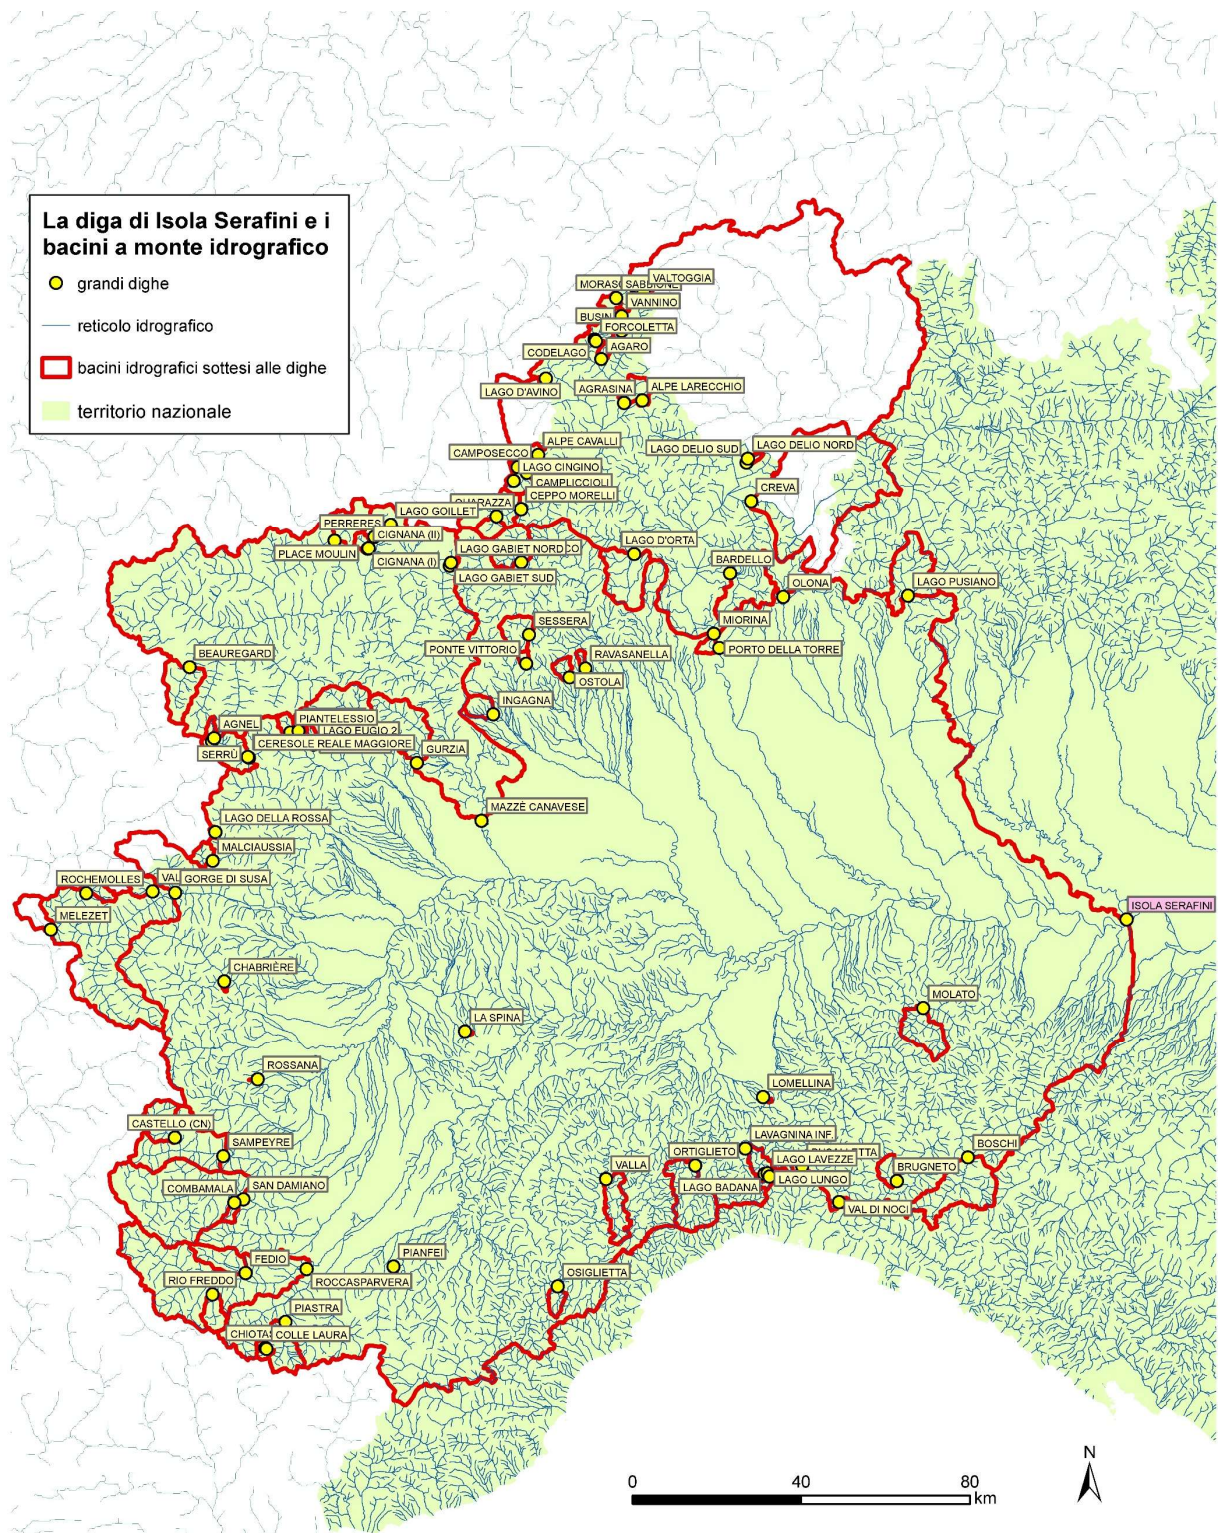 La diga di Isola Serafini e i
bacini a monte idrografico
grandi dighe
reticolo idrografico
bacini idrografici sottesi alle dighe
territorio nazionale
VALTOGGIA
VANNINO
FORCOLETTA
CODELAGO
AGARO
LAGO D'AVINO
AGRASINA
ALPE LARECCHIO
ALPE CAVALLI
CAMPOSECCO
LAGO CINGINO
CAMPLICCIOLI
CEPPO MORELLI
LAGO DELIO SUD
LAGO DELIO NORD
CREVA
LAGO GOILLET
PERRERES
CIGNANA (II)
PLACE MOULIN
CIGNANA (I)
LAGO GABIET NORD
LAGO GABIET SUD
LAGO D'ORTA
BARDELLO
OLONA
LAGO PUSIANO
SESSERA
MIORINA
PONTE VITTORIO
RAVASANELLA
PORTO DELLA TORRE
BEAUREGARD
OSTOLA
INGAGNA
AGNEL
PIANTELESSIO
LAGO EUGIO 2
SERRÙ
CERESOLE REALE MAGGIORE
GURZIA
MAZZÈ CANAVESE
LAGO DELLA ROSSA
MALCIAUSSIA
ROCHEMOLLES
GORGE DI SUSA
MELEZET
ISOLA SERAFINI
CHABRIÈRE
MOLATO
LA SPINA
ROSSANA
LOMELLINA
CASTELLO (CN)
SAMPEYRE
LAVAGNINA INF.
ORTIGLIETO
LAGO LAVEZZE
BOSCHI
VALLA
BRUGNETO
COMBAMALA
SAN DAMIANO
LAGO BADANA
LAGO LUNGO
VAL DI NOCI
FEDIO
PIANFEI
RIO FREDDO
ROCCASPARVERA
OSIGLIETTA
PIASTRA
COLLE LAURA
N
0
40
80
km